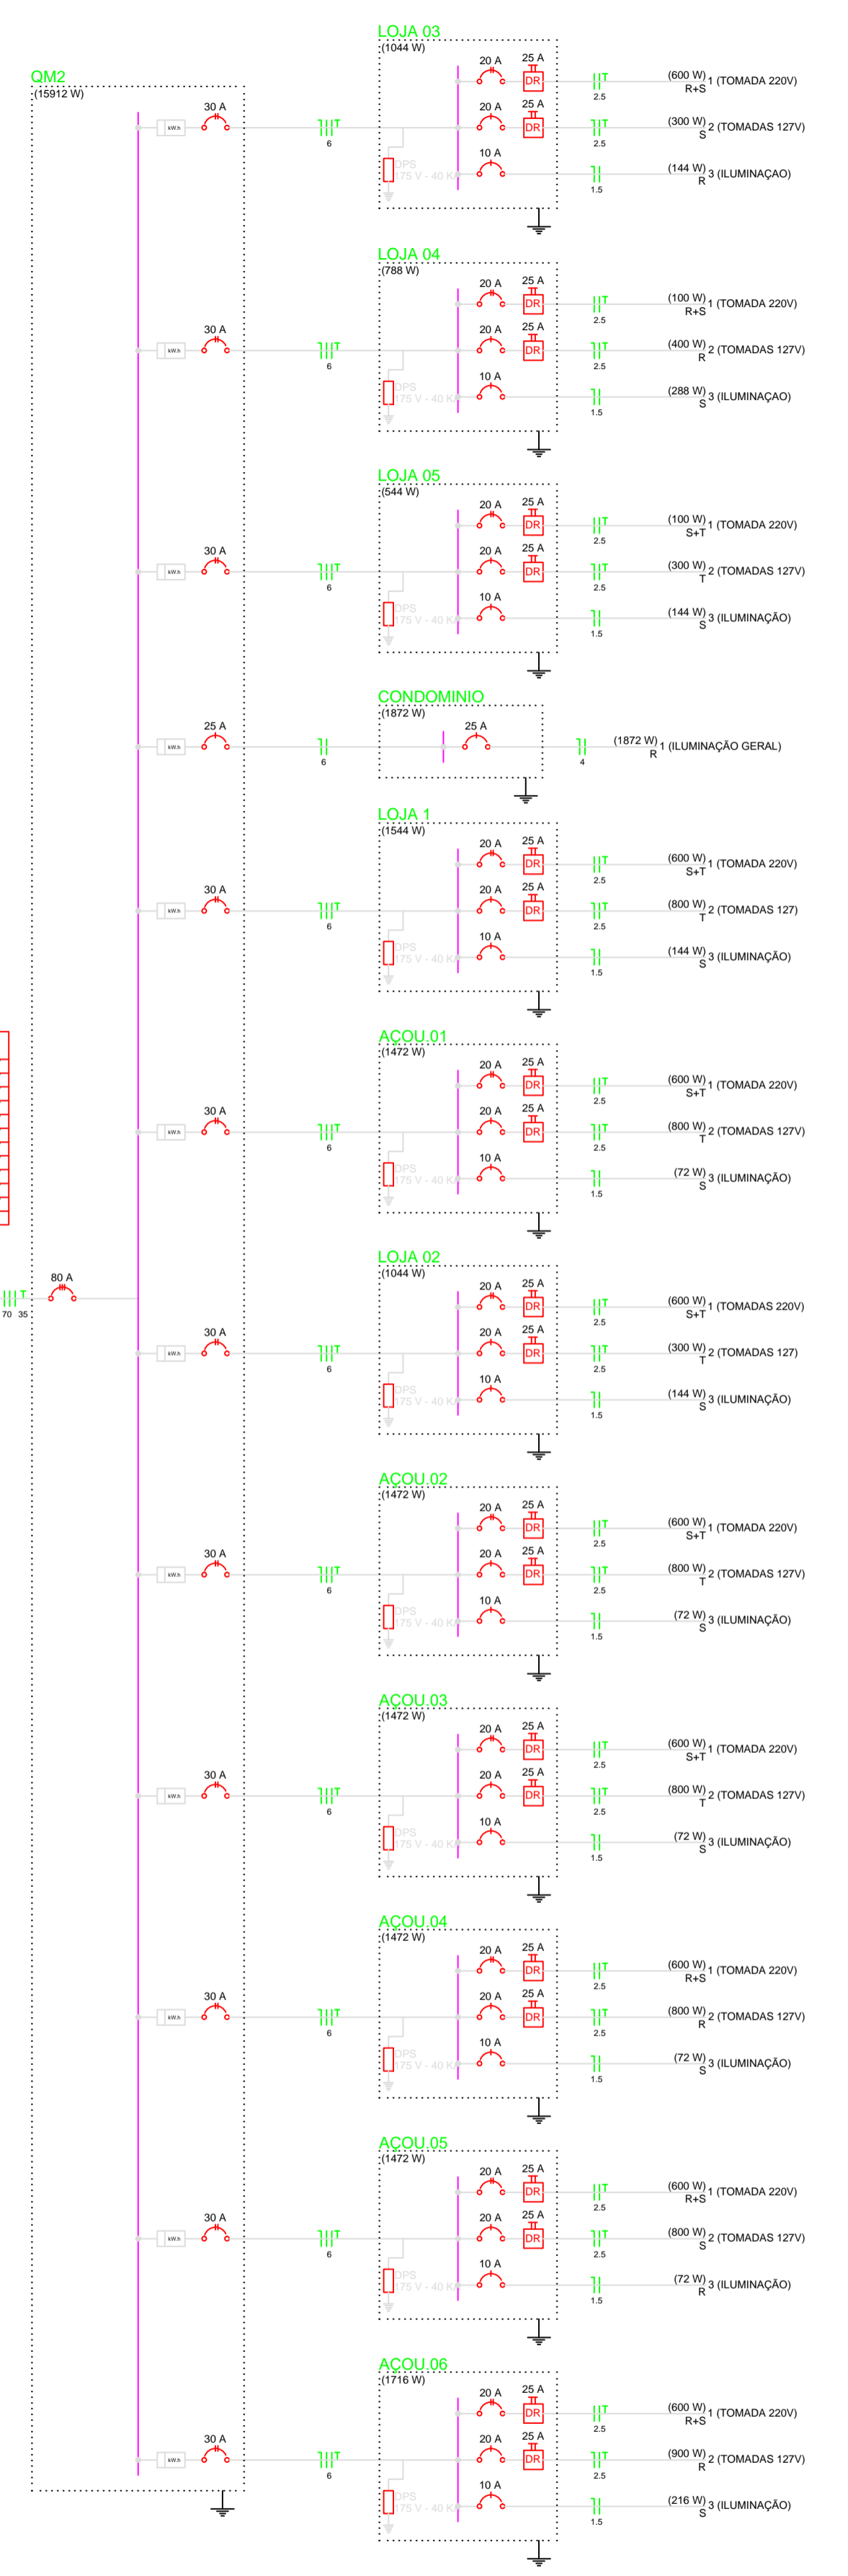 QM2
(15912 W)
80 A
70 35
LOJA 03
(1044 W)
kW.h
30 A
T
6
DPS
175 V - 40 KA
20 A
25 A
DR
T
2.5
(600 W) 1 (TOMADA 220V)
R+S
20 A
25 A
DR
T
2.5
(300 W) 2 (TOMADAS 127V)
S
10 A
T
1.5
(144 W) 3 (ILUMINAÇAO)
R
LOJA 04
(788 W)
kW.h
30 A
T
6
DPS
175 V - 40 KA
20 A
25 A
DR
T
2.5
(100 W) 1 (TOMADA 220V)
R+S
20 A
25 A
DR
T
2.5
(400 W) 2 (TOMADAS 127V)
R
10 A
1.5
(288 W) 3 (ILUMINAÇAO)
S
LOJA 05
(544 W)
kW.h
30 A
T
6
DPS
175 V - 40 KA
20 A
25 A
DR
T
2.5
(100 W) 1 (TOMADA 220V)
S+T
20 A
25 A
DR
T
2.5
(300 W) 2 (TOMADAS 127V)
T
10 A
1.5
(144 W) 3 (ILUMINAÇÃO)
S
CONDOMINIO
(1872 W)
kW.h
25 A
6
25 A
4
(1872 W) 1 (ILUMINAÇÃO GERAL)
R
LOJA 1
(1544 W)
kW.h
30 A
T
6
DPS
175 V - 40 KA
20 A
25 A
DR
T
2.5
(600 W) 1 (TOMADA 220V)
S+T
20 A
25 A
DR
T
2.5
(800 W) 2 (TOMADAS 127)
T
10 A
1.5
(144 W) 3 (ILUMINAÇÃO)
S
AÇOU.01
(1472 W)
kW.h
30 A
T
6
DPS
175 V - 40 KA
20 A
25 A
DR
T
2.5
(600 W) 1 (TOMADA 220V)
S+T
20 A
25 A
DR
T
2.5
(800 W) 2 (TOMADAS 127V)
T
10 A
1.5
(72 W) 3 (ILUMINAÇÃO)
S
LOJA 02
(1044 W)
kW.h
30 A
T
6
DPS
175 V - 40 KA
20 A
25 A
DR
T
2.5
(600 W) 1 (TOMADAS 220V)
S+T
20 A
25 A
DR
T
2.5
(300 W) 2 (TOMADAS 127)
T
10 A
1.5
(144 W) 3 (ILUMINAÇÃO)
S
AÇOU.02
(1472 W)
kW.h
30 A
T
6
DPS
175 V - 40 KA
20 A
25 A
DR
T
2.5
(600 W) 1 (TOMADA 220V)
S+T
20 A
25 A
DR
T
2.5
(800 W) 2 (TOMADAS 127V)
T
10 A
1.5
(72 W) 3 (ILUMINAÇÃO)
S
AÇOU.03
(1472 W)
kW.h
30 A
T
6
DPS
175 V - 40 KA
20 A
25 A
DR
T
2.5
(600 W) 1 (TOMADA 220V)
S+T
20 A
25 A
DR
T
2.5
(800 W) 2 (TOMADAS 127V)
T
10 A
1.5
(72 W) 3 (ILUMINAÇÃO)
S
AÇOU.04
(1472 W)
kW.h
30 A
T
6
DPS
175 V - 40 KA
20 A
25 A
DR
T
2.5
(600 W) 1 (TOMADA 220V)
R+S
20 A
25 A
DR
T
2.5
(800 W) 2 (TOMADAS 127V)
R
10 A
1.5
(72 W) 3 (ILUMINAÇÃO)
S
AÇOU.05
(1472 W)
kW.h
30 A
T
6
DPS
175 V - 40 KA
20 A
25 A
DR
T
2.5
(600 W) 1 (TOMADA 220V)
R+S
20 A
25 A
DR
T
2.5
(800 W) 2 (TOMADAS 127V)
S
10 A
1.5
(72 W) 3 (ILUMINAÇÃO)
R
AÇOU.06
(1716 W)
kW.h
30 A
T
6
DPS
175 V - 40 KA
20 A
25 A
DR
T
2.5
(600 W) 1 (TOMADA 220V)
R+S
20 A
25 A
DR
T
2.5
(900 W) 2 (TOMADAS 127V)
R
10 A
1.5
(216 W) 3 (ILUMINAÇÃO)
S